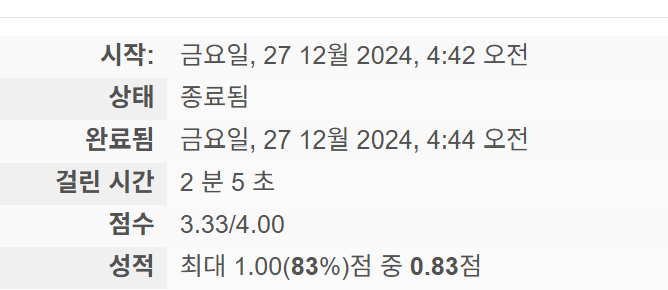 시작: 금요일, 27 12월 2024, 4:42 오전
상태 종료됨
완료됨 금요일, 27 12월 2024, 4:44 오전
걸린 시간 2 분 5 초
점수 3.33/4.00
성적 최대 1.00(83%)점 중 0.83점